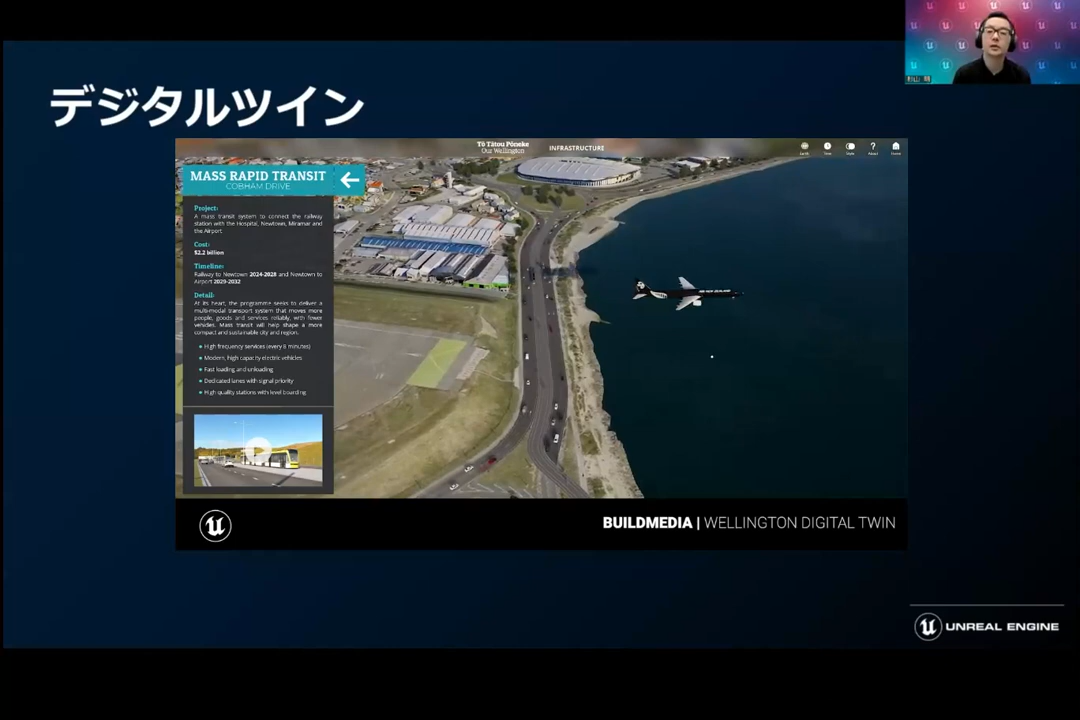 デジタルツイン
Tō Tātou Pōneke
Our Wellington
INFRASTRUCTURE
MASS RAPID TRANSIT
COBHAM DRIVE
Project:
A mass transit system to connect the railway
station with the Hospital, Newtown, Miramar and
the Airport
Cost:
$2.2 billion
Timeline:
Railway to Newtown 2024-2028 and Newtown to
Airport 2029-2032
Detail:
At its heart, the programme seeks to deliver a
multi-modal transport system that moves more
people, goods and services reliably, with fewer
vehicles. Mass transit will help shape a more
compact and sustainable city and region.
High frequency services (every 8 minutes)
Modern, high capacity electric vehicles
Fast loading and unloading
Dedicated lanes with signal priority
High quality stations with level boarding
AIR NEW ZEALAND
BUILDMEDIA | WELLINGTON DIGITAL TWIN
UNREAL ENGINE